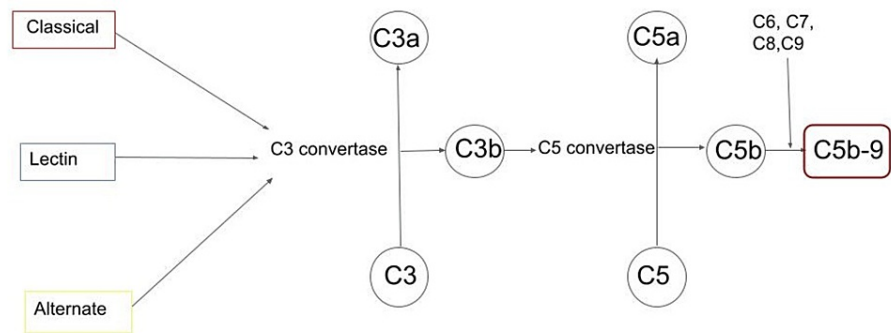 Classical
C3a
C5a
C6, C7,
C8,C9
Lectin
C3 convertase
C3b
C5 convertase
C5b
C5b-9
C3
C5
Alternate